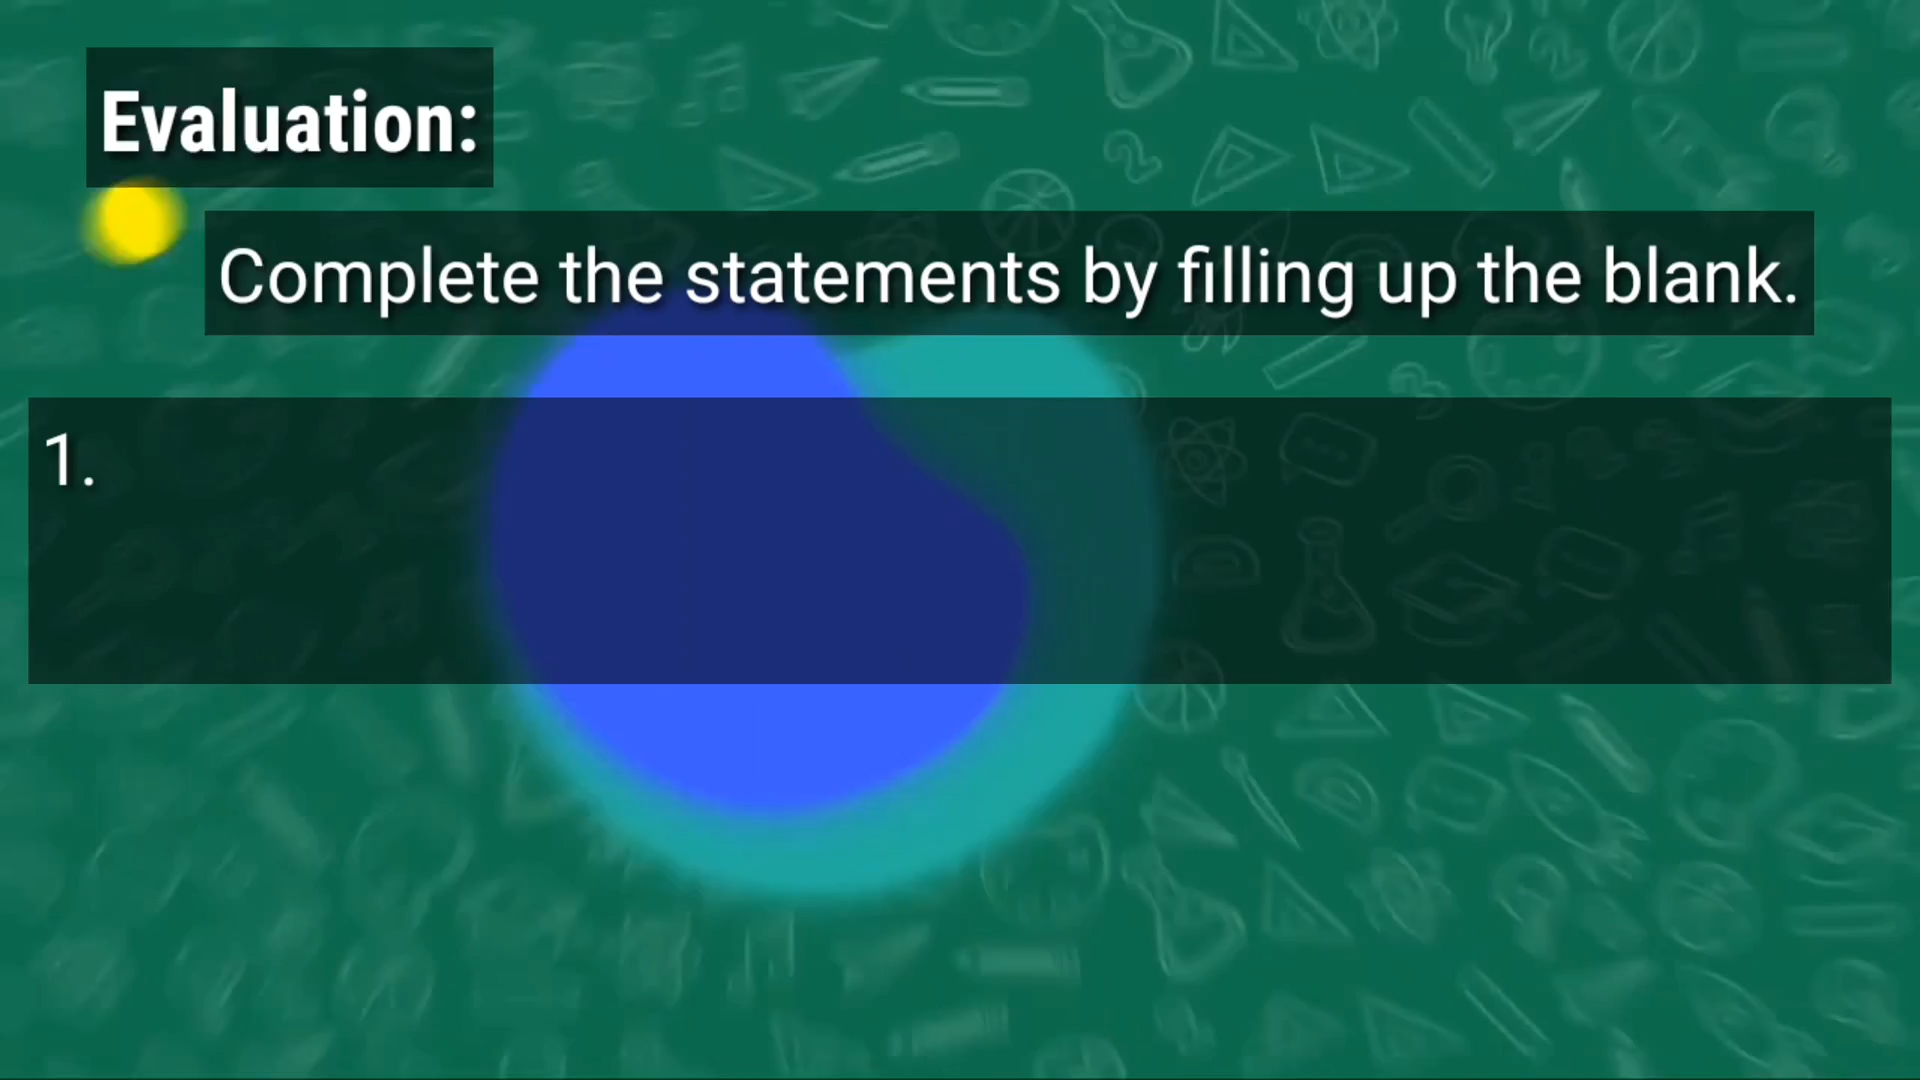 Evaluation:
Complete the statements by filling up the blank.
1.